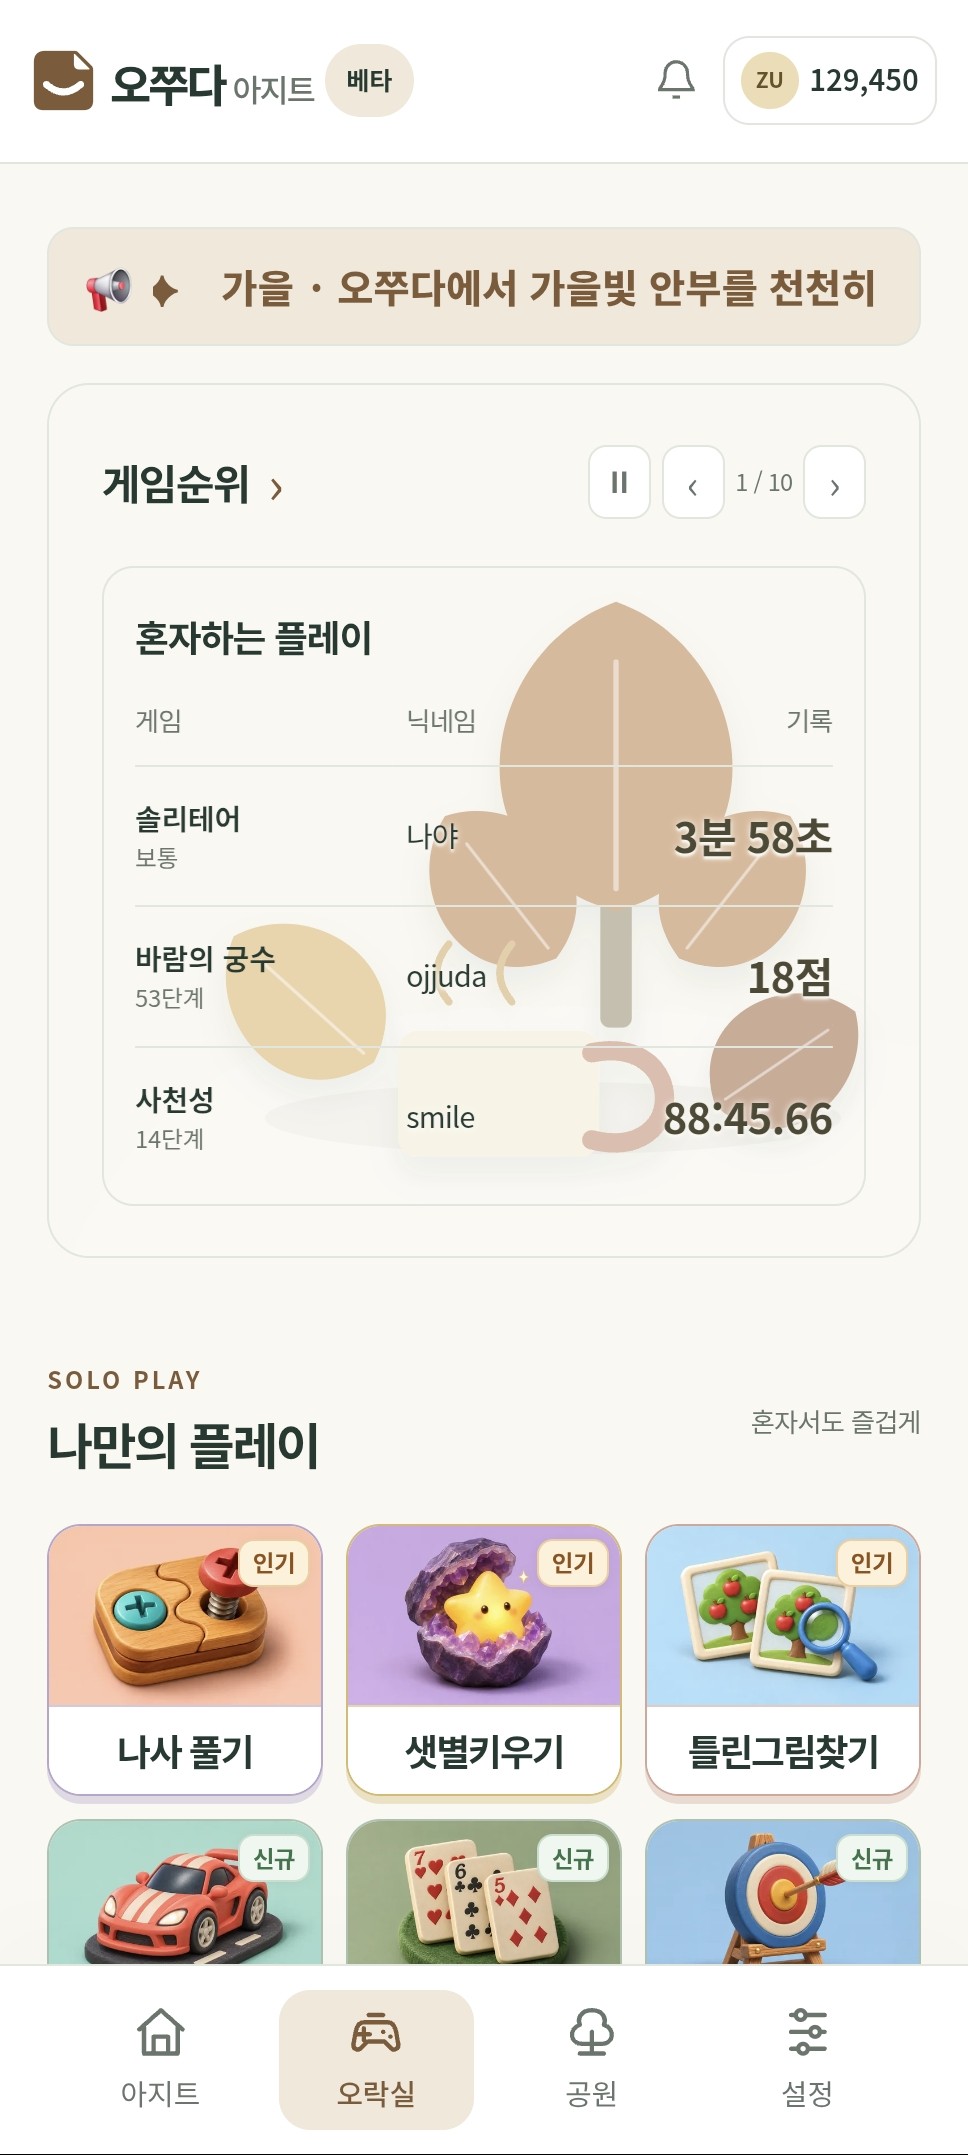 오쭈다 아지트 베타
ZU 129,450
가을 · 오쭈다에서 가을빛 안부를 천천히
게임순위 ›
‹ 1 / 10 ›
혼자하는 플레이
게임 닉네임 기록
솔리테어
보통
나야
3분 58초
바람의 궁수
53단계
ojjuda
18점
사천성
14단계
smile
88:45.66
SOLO PLAY
나만의 플레이
혼자서도 즐겁게
인기
인기
인기
나사 풀기
샛별키우기
틀린그림찾기
신규
7
6
5
신규
신규
아지트
오락실
공원
설정